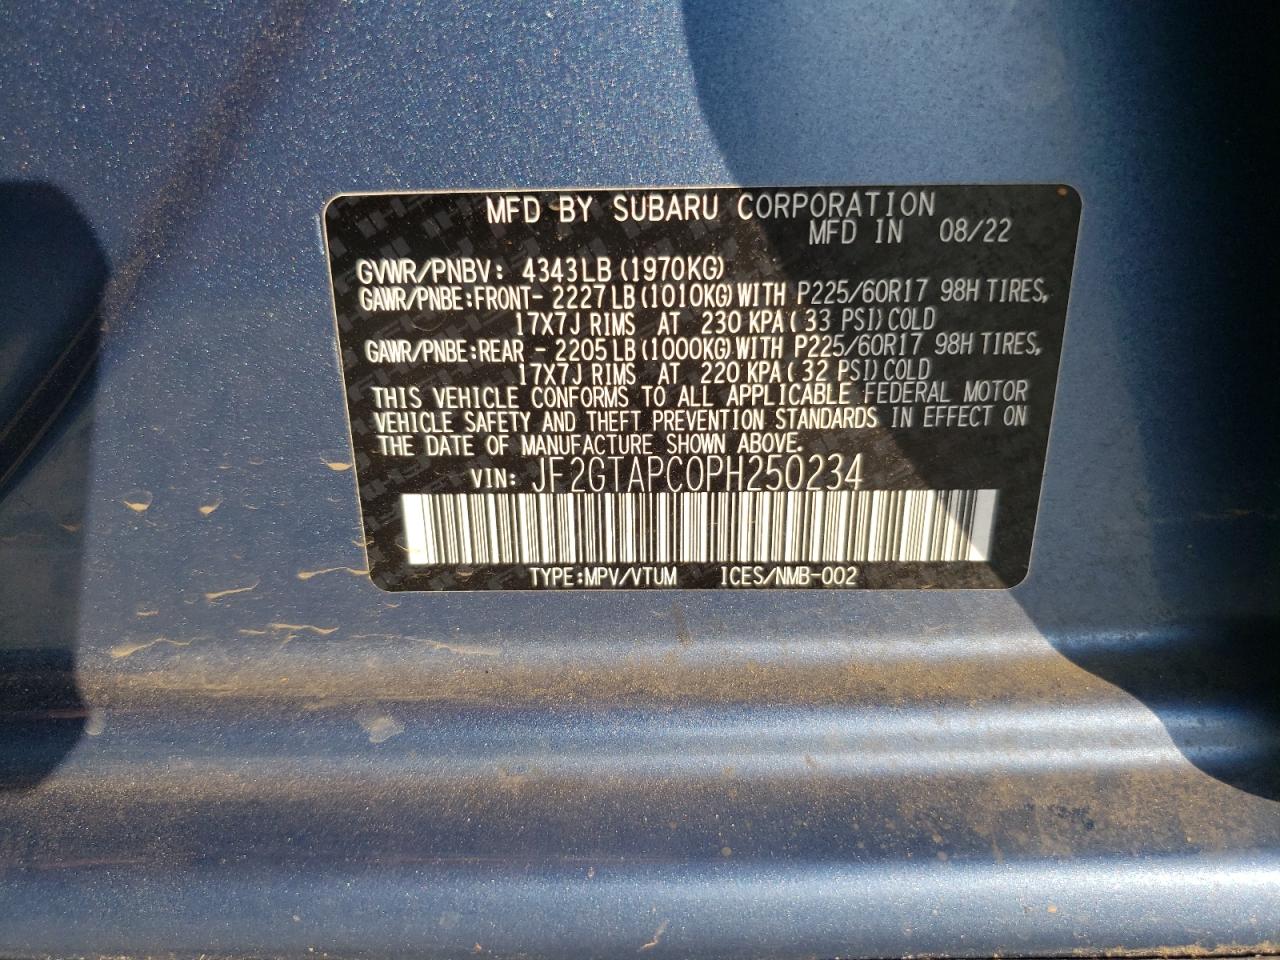 MFD BY SUBARU CORPORATION
MFD IN 08/22
GVWR/PNBV: 4343LB(1970KG)
GAWR/PNBE:FRONT- 2227LB(1010KG)WITH P225/60R17 98H TIRES,
17X7J RIMS AT 230 KPA(33 PSI)COLD
GAWR/PNBE:REAR - 2205LB(1000KG)WITH P225/60R17 98H TIRES,
17X7J RIMS AT 220 KPA(32 PSI)COLD
THIS VEHICLE CONFORMS TO ALL APPLICABLE FEDERAL MOTOR
VEHICLE SAFETY AND THEFT PREVENTION STANDARDS IN EFFECT ON
THE DATE OF MANUFACTURE SHOWN ABOVE.
VIN: JF2GTAPC0PH250234
TYPE:MPV/VTUM ICES/NMB-002